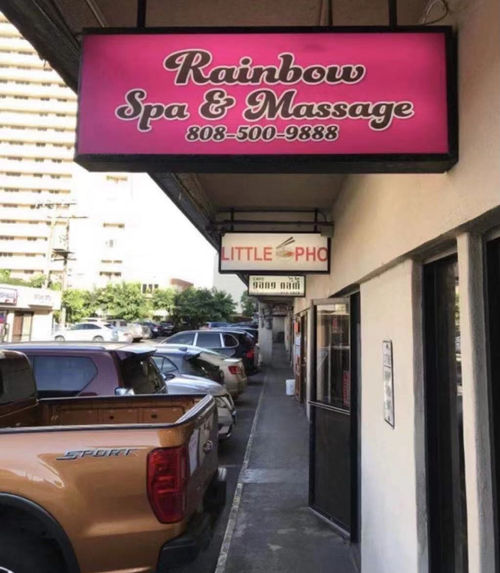 Rainbow
Spa & Massage
808-500-9888
LITTLE PHO
SPORT